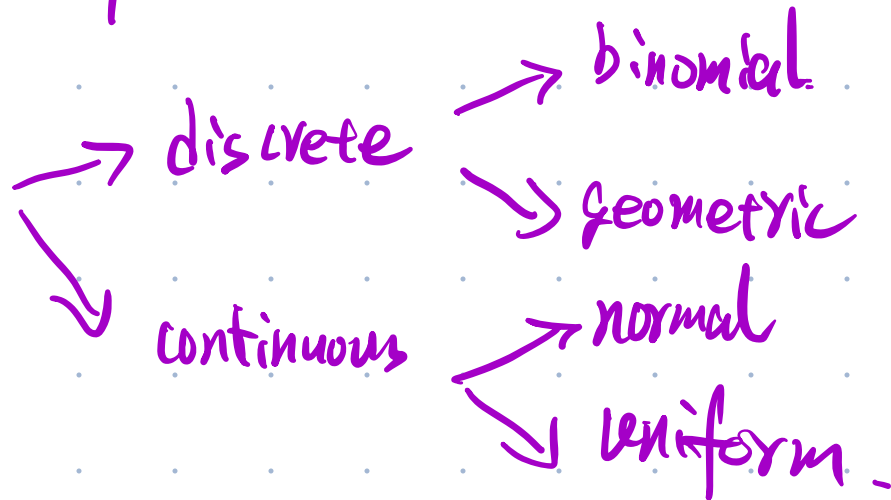 binomial
discrete
geometric
normal
continuous
uniform